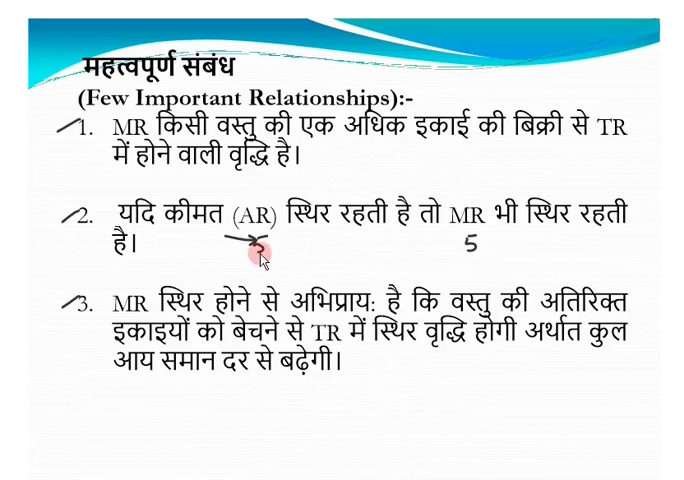 महत्वपूर्ण संबंध
(Few Important Relationships):-
1. MR किसी वस्तु की एक अधिक इकाई की बिक्री से TR
में होने वाली वृद्धि है।
2. यदि कीमत (AR) स्थिर रहती है तो MR भी स्थिर रहती
है। 5 5
3. MR स्थिर होने से अभिप्राय: है कि वस्तु की अतिरिक्त
इकाइयों को बेचने से TR में स्थिर वृद्धि होगी अर्थात कुल
आय समान दर से बढ़ेगी।